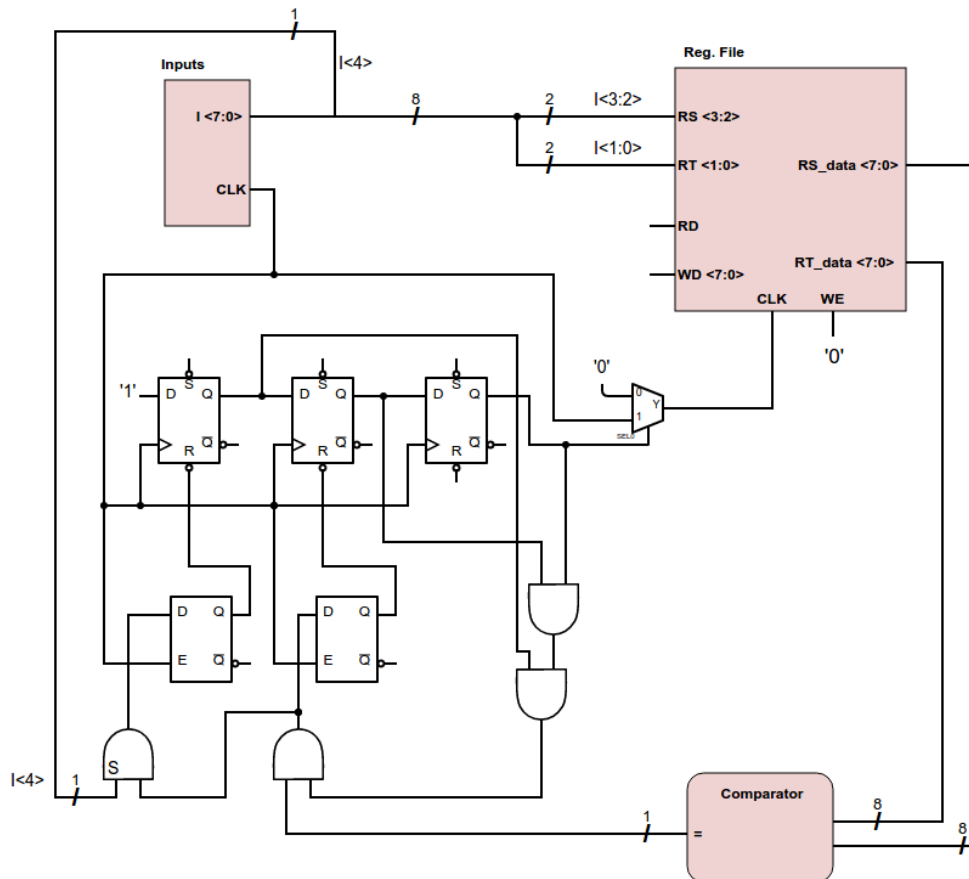 1
I<4>
Inputs
I <7:0>
CLK
8
2
I<3:2>
2
I<1:0>
Reg. File
RS <3:2>
RT <1:0>
RS_data <7:0>
RD
WD <7:0>
RT_data <7:0>
CLK
WE
'0'
'1'
D
S
Q
R
Q
D
S
Q
R
Q
D
S
Q
R
Q
'0'
0
1
Y
SEL0
D
Q
E
Q
D
Q
E
Q
S
I<4>
1
1
Comparator
=
8
8